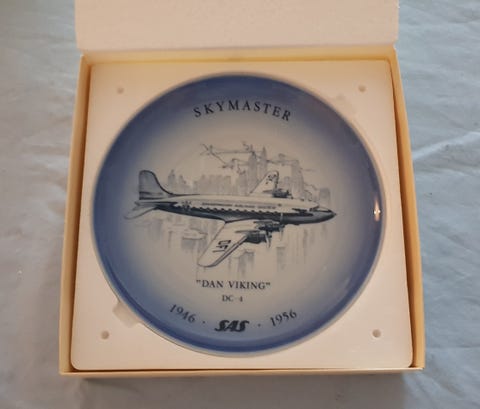 SKYMASTER
"DAN VIKING"
DC-4
1946 · SAS · 1956